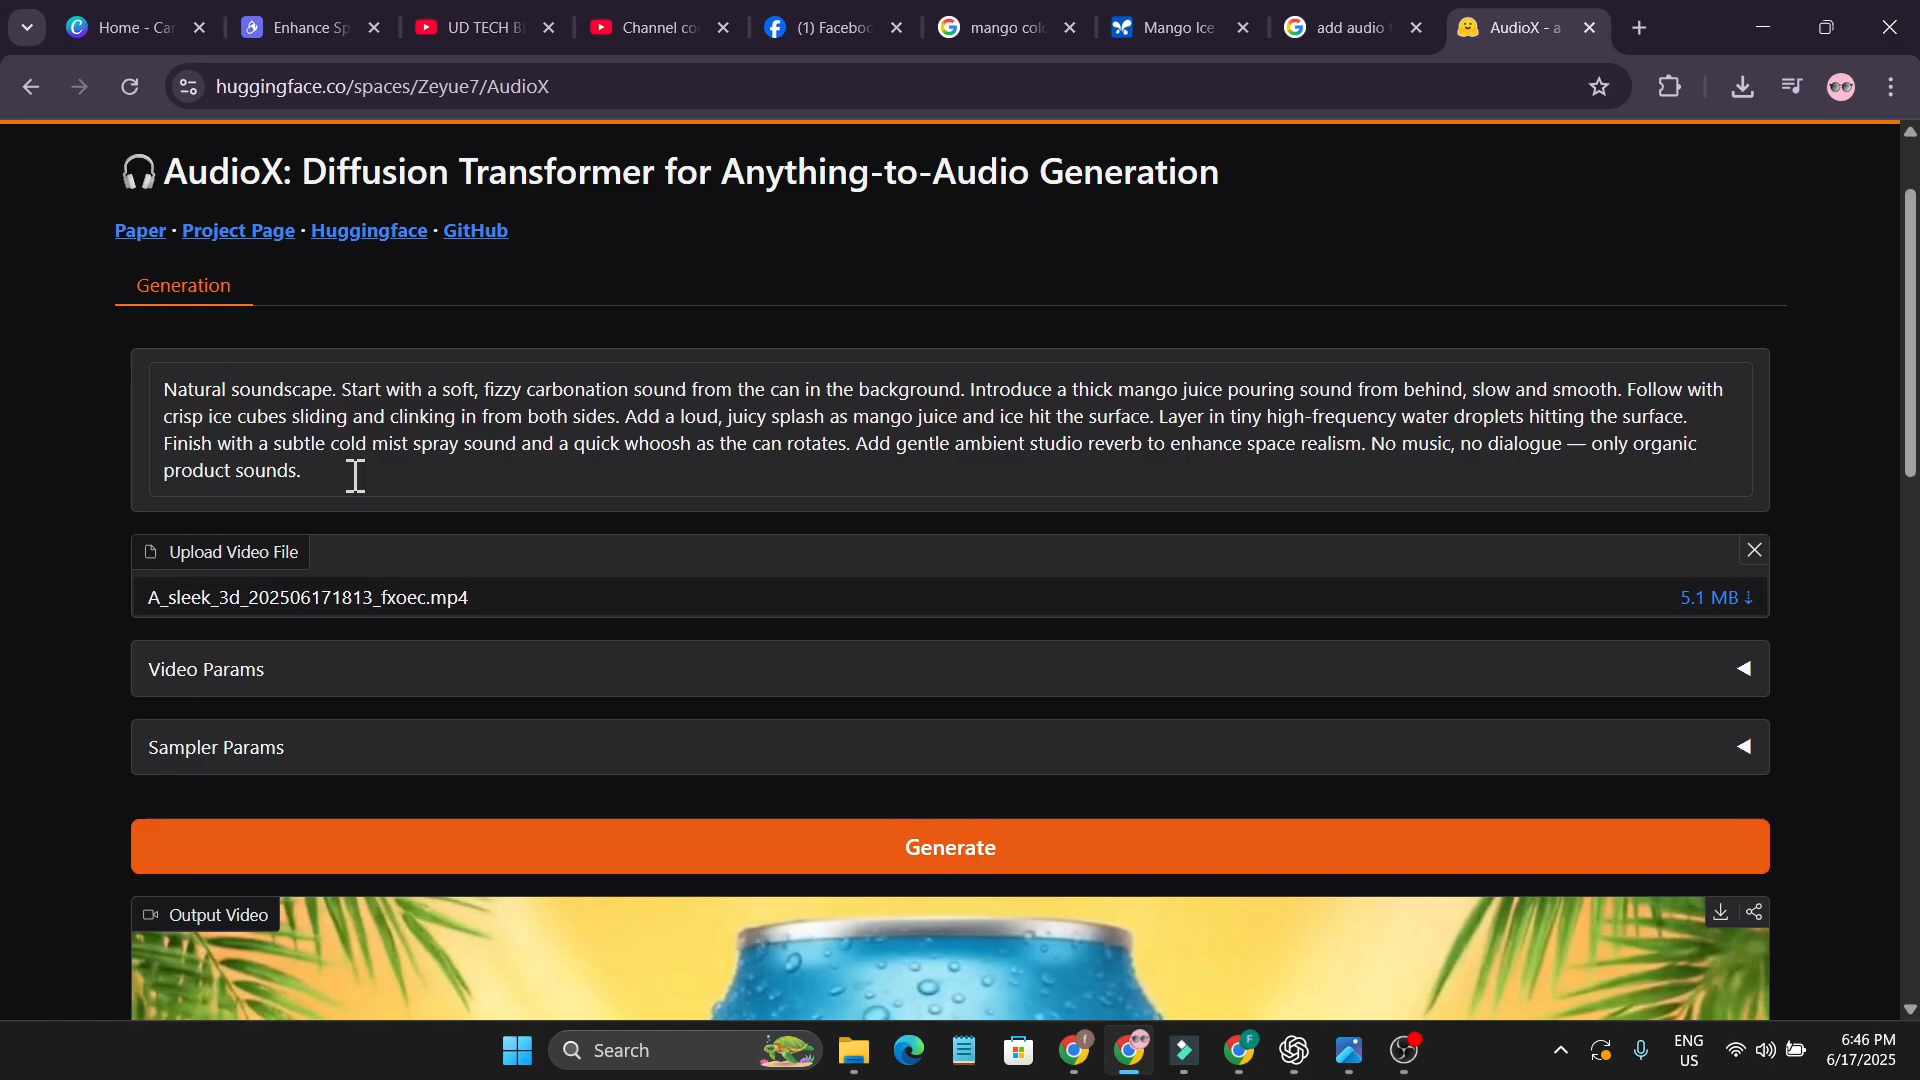 Home - Car
Enhance Sp
UD TECH B
Channel co
(1) Faceboo
mango colo
Mango Ice
add audio t
AudioX - a
huggingface.co/spaces/Zeyue7/AudioX
AudioX: Diffusion Transformer for Anything-to-Audio Generation
Paper · Project Page · Huggingface · GitHub
Generation
Natural soundscape. Start with a soft, fizzy carbonation sound from the can in the background. Introduce a thick mango juice pouring sound from behind, slow and smooth. Follow with
crisp ice cubes sliding and clinking in from both sides. Add a loud, juicy splash as mango juice and ice hit the surface. Layer in tiny high-frequency water droplets hitting the surface.
Finish with a subtle cold mist spray sound and a quick whoosh as the can rotates. Add gentle ambient studio reverb to enhance space realism. No music, no dialogue — only organic
product sounds.
Upload Video File
A_sleek_3d_202506171813_fxoec.mp4
5.1 MB ⇣
Video Params
Sampler Params
Generate
Output Video
Search
ENG
US
6:46 PM
6/17/2025